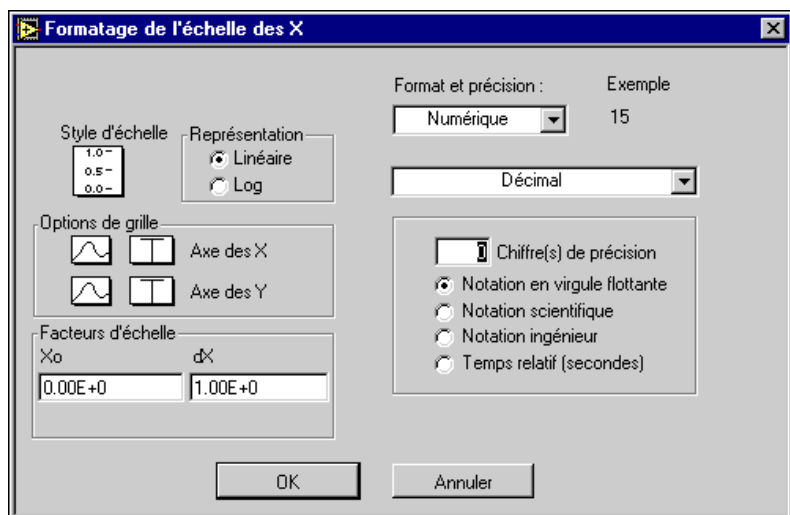 Formatage de l'échelle des X
Format et précision :
Exemple
Numérique
15
Style d'échelle
1.0
0.5
0.0
Représentation
Linéaire
Log
Décimal
Options de grille
Axe des X
Axe des Y
0 Chiffre(s) de précision
Notation en virgule flottante
Notation scientifique
Notation ingénieur
Temps relatif (secondes)
Facteurs d'échelle
Xo
dX
0.00E+0
1.00E+0
OK
Annuler